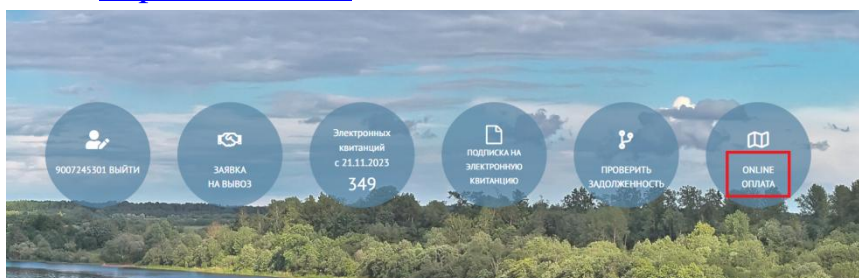 9007245301 ВЫЙТИ
ЗАЯВКА
НА ВЫВОЗ
Электронных
квитанций
с 21.11.2023
349
ПОДПИСКА НА
ЭЛЕКТРОННУЮ
КВИТАНЦИЮ
ПРОВЕРИТЬ
ЗАДОЛЖЕННОСТЬ
ONLINE
ОПЛАТА